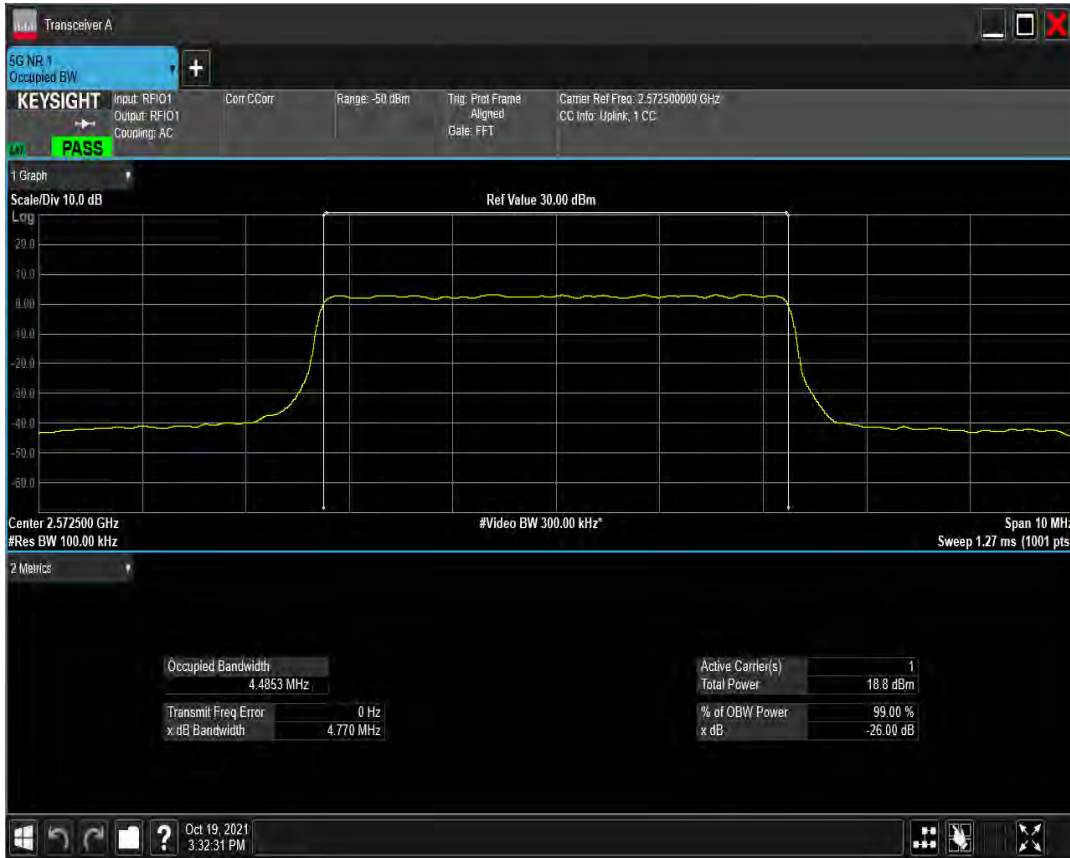 Transceiver A
5G NR 1
Occupied BW
+
KEYSIGHT
PASS
Input: RFIO1
Output: RFIO1
Coupling: AC
Corr CCorr
Range: -50 dBm
Trig: Prot Frame
Aligned
Gate: FFT
Carrier Ref Freq: 2.572500000 GHz
CC Info: Uplink, 1 CC
1 Graph
Scale/Div 10.0 dB
Ref Value 30.00 dBm
Log
20.0
10.0
0.00
-10.0
-20.0
-30.0
-40.0
-50.0
-60.0
Center 2.572500 GHz
#Video BW 300.00 kHz*
Span 10 MHz
#Res BW 100.00 kHz
Sweep 1.27 ms (1001 pts
2 Metrics
Occupied Bandwidth
4.4853 MHz
Transmit Freq Error 0 Hz
x dB Bandwidth 4.770 MHz
Active Carrier(s) 1
Total Power 18.8 dBm
% of OBW Power 99.00 %
x dB -26.00 dB
?
Oct 19, 2021
3:32:31 PM